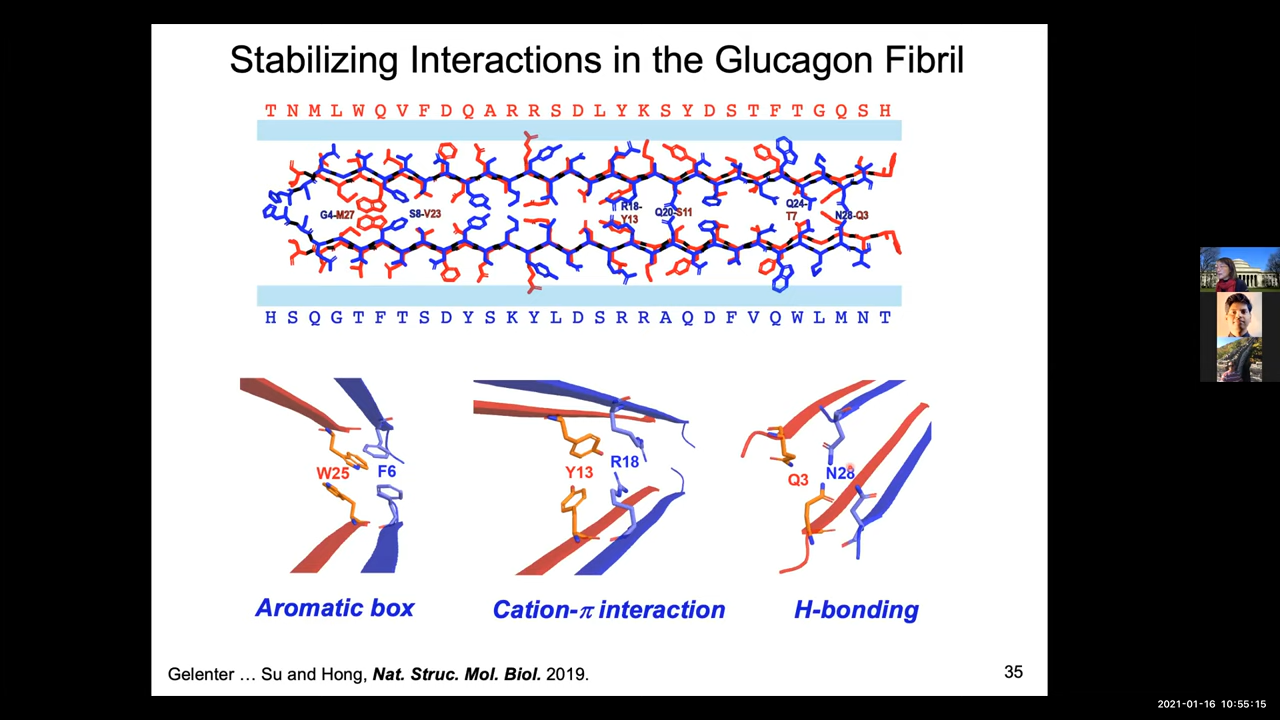 Stabilizing Interactions in the Glucagon Fibril
T N M L W Q V F D Q A R R S D L Y K S Y D S T F T G Q S H
G4-M27
S8-V23
R18-
Y13
Q20-S11
Q24-
T7
N28-Q3
H S Q G T F T S D Y S K Y L D S R R A Q D F V Q W L M N T
W25
F6
Y13
R18
Q3
N28
Aromatic box
Cation-π interaction
H-bonding
Gelenter … Su and Hong, Nat. Struc. Mol. Biol. 2019.
35
2021-01-16 10:55:15